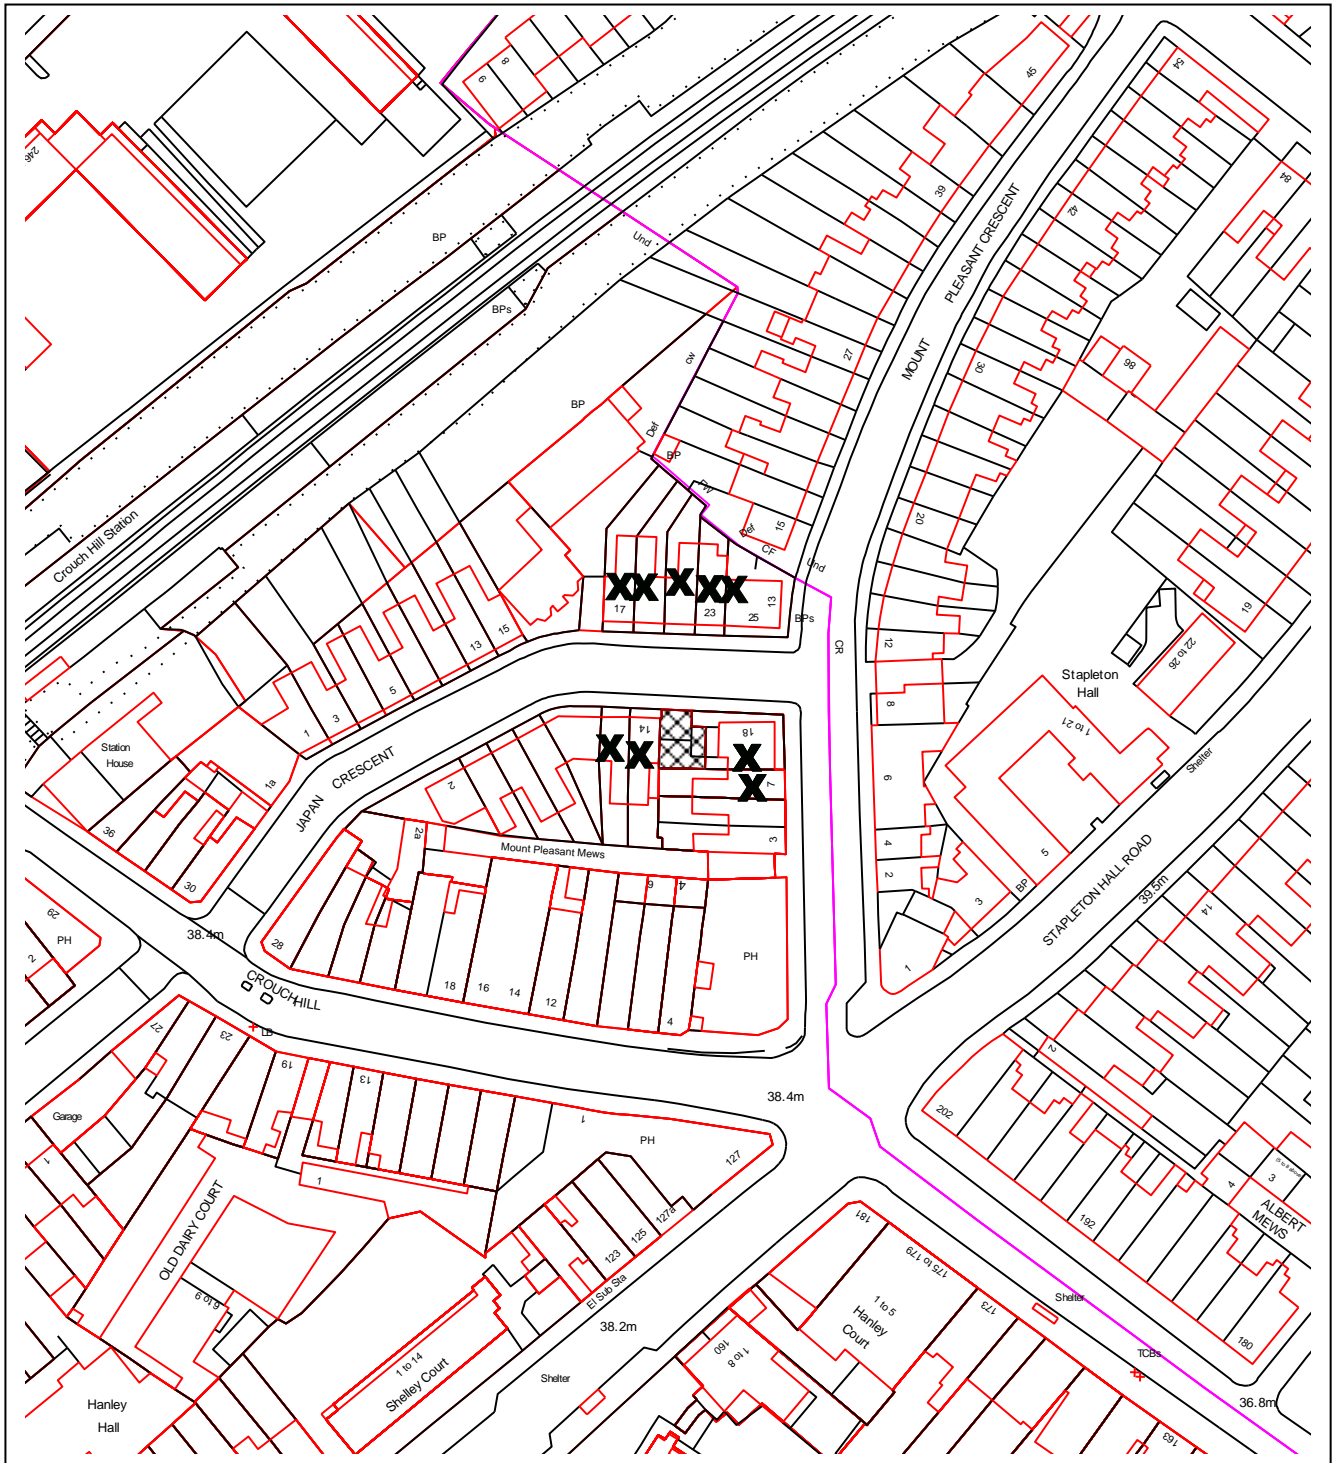 45
54
6
8
246
84
39
42
BP
Und
PLEASANT CRESCENT
BPs
MOUNT
27
cw
30
86
BP
Def
BP
FW
Crouch Hill Station
15
Def
CF
Und
20
X X X X X
17
23
25
13
BPs
19
12
CR
22 to 26
Stapleton
Hall
15
13
5
3
1
8
1 to 21
14
18
X X X
X
7
Station
House
1a
CRESCENT
JAPAN
2
Shelter
6
36
2a
3
4
Mount Pleasant Mews
5
30
2
6
4
BP
STAPLETON HALL ROAD
39.5m
29
PH
2
38.4m
28
3
14
PH
1
18
16
14
12
4
CROUCH HILL
27
23
LB
19
13
2
38.4m
202
Garage
1
1
PH
127
1
OLD DAIRY COURT
4
3
ALBERT
MEWS
192
127a
125
123
181
175 to 179
El Sub Sta
6 to 9
1 to 5
Hanley
Court
173
Shelter
38.2m
160
1 to 8
180
1 to 14
Shelley Court
Shelter
TCBs
Hanley
Hall
36.8m
163